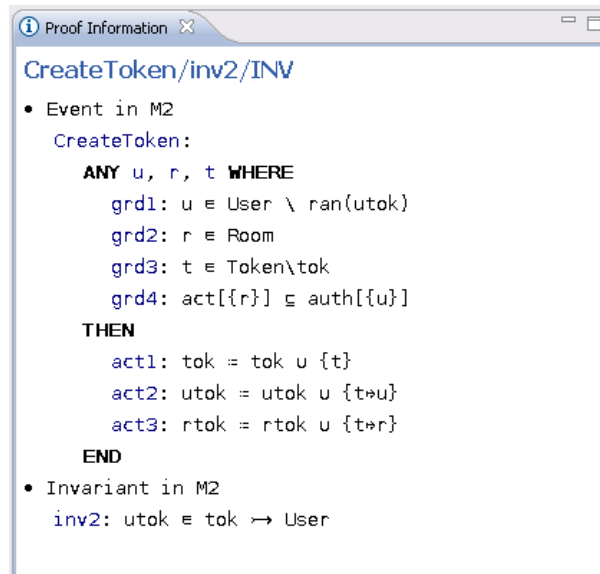 Proof Information
CreateToken/inv2/INV
• Event in M2
CreateToken:
ANY u, r, t WHERE
grd1: u ∈ User \ ran(utok)
grd2: r ∈ Room
grd3: t ∈ Token\tok
grd4: act[{r}] ⊆ auth[{u}]
THEN
act1: tok ≔ tok ∪ {t}
act2: utok ≔ utok ∪ {t↦u}
act3: rtok ≔ rtok ∪ {t↦r}
END
• Invariant in M2
inv2: utok ∈ tok ↣ User